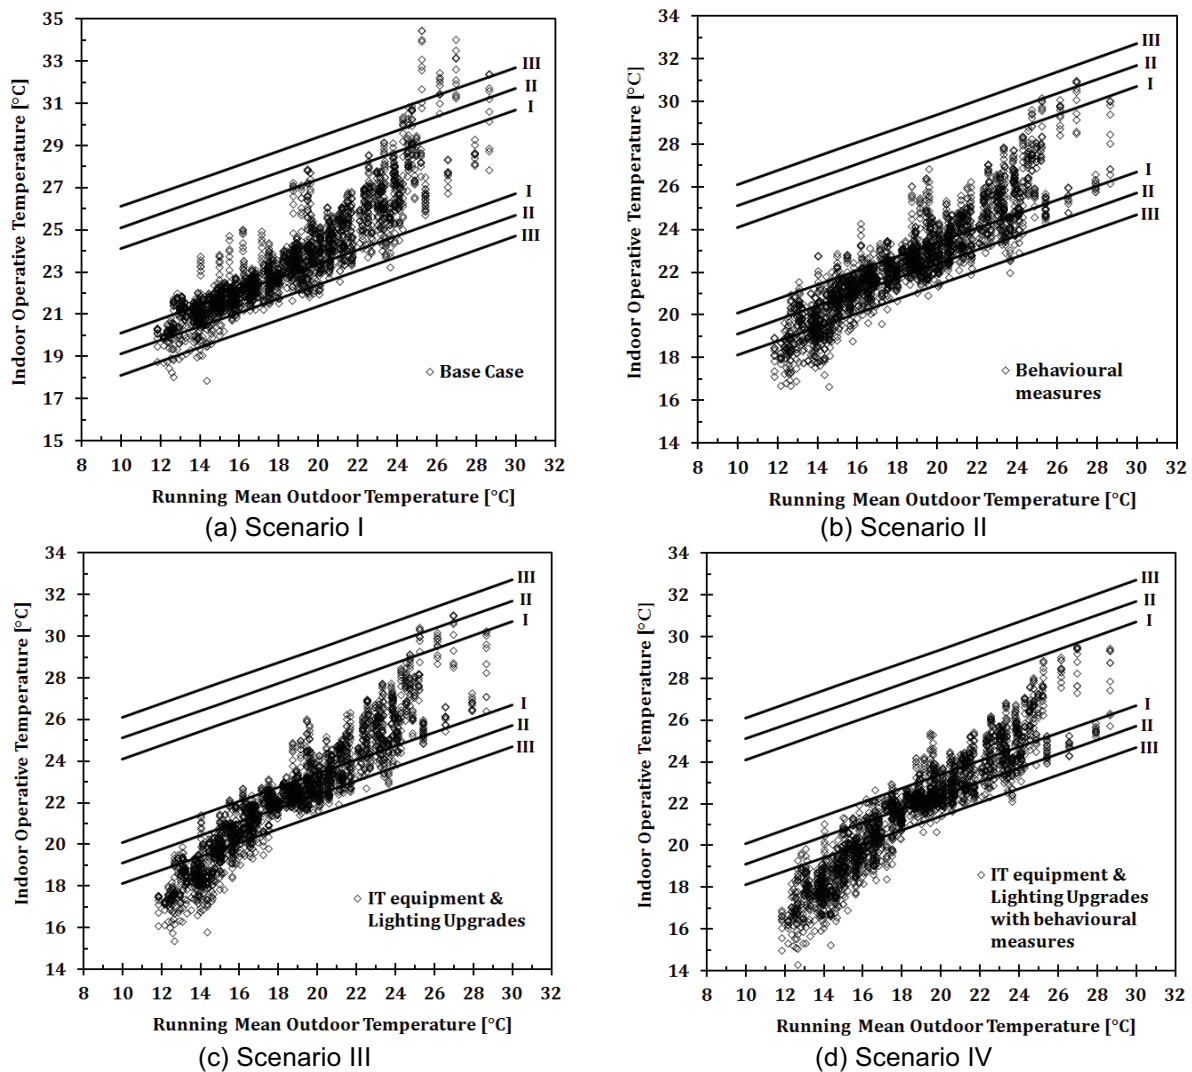 35
33
31
29
27
25
23
21
19
17
15
Indoor Operative Temperature [°C]
III
II
I
I
II
III
Base Case
8 10 12 14 16 18 20 22 24 26 28 30 32
Running Mean Outdoor Temperature [°C]
(a) Scenario I
34
32
30
28
26
24
22
20
18
16
14
Indoor Operative Temperature [°C]
III
II
I
I
II
III
Behavioural
measures
8 10 12 14 16 18 20 22 24 26 28 30 32
Running Mean Outdoor Temperature [°C]
(b) Scenario II
34
32
30
28
26
24
22
20
18
16
14
Indoor Operative Temperature [°C]
III
II
I
I
II
III
IT equipment &
Lighting Upgrades
8 10 12 14 16 18 20 22 24 26 28 30 32
Running Mean Outdoor Temperature [°C]
(c) Scenario III
34
32
30
28
26
24
22
20
18
16
14
Indoor Operative Temperature [°C]
III
II
I
I
II
III
IT equipment &
Lighting Upgrades
with behavioural
measures
8 10 12 14 16 18 20 22 24 26 28 30 32
Running Mean Outdoor Temperature [°C]
(d) Scenario IV